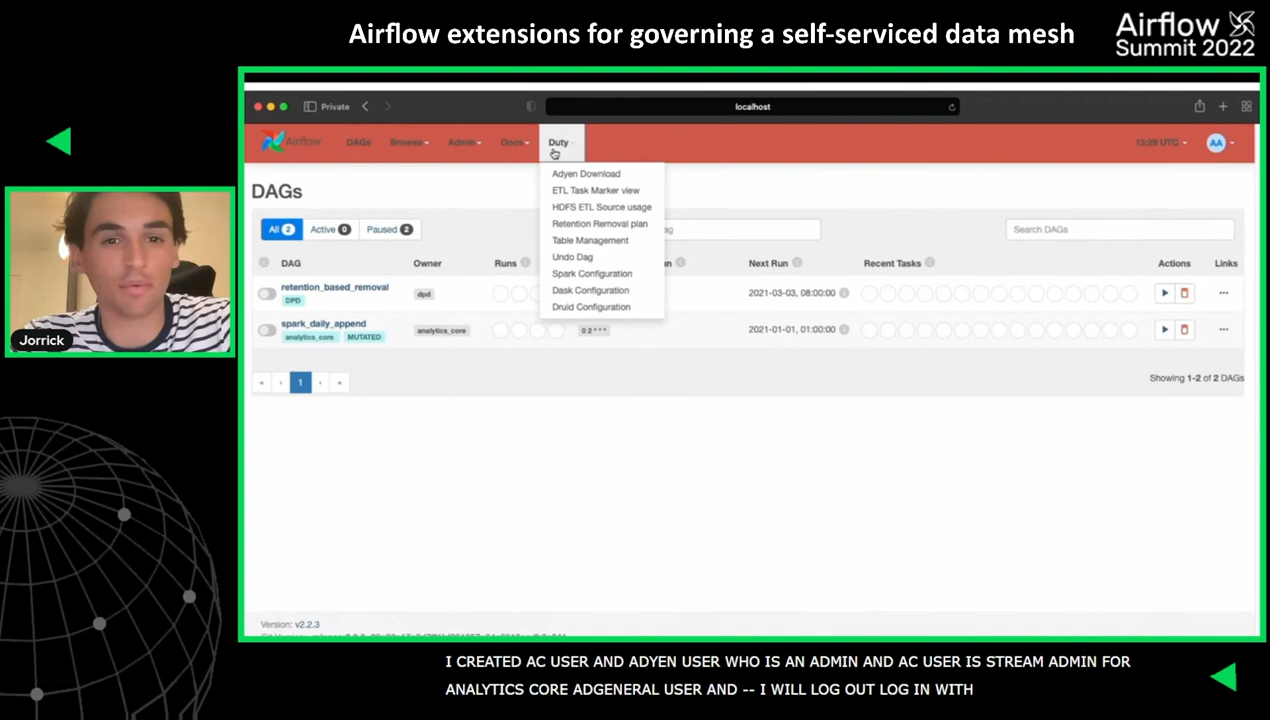 Airflow extensions for governing a self-serviced data mesh
Airflow
Summit 2022
Private
localhost
Airflow
DAGs
Browse
Admin
Docs
Duty
13:29 UTC
AA
Adyen Download
ETL Task Marker view
HDFS ETL Source usage
Retention Removal plan
Table Management
Undo Dag
Spark Configuration
Dask Configuration
Druid Configuration
DAGs
All 2
Active 0
Paused 2
Search DAGs
DAG
Owner
Runs
Next Run
Recent Tasks
Actions
Links
retention_based_removal
DPD
dpd
2021-03-03, 08:00:00
spark_daily_append
analytics_core
MUTATED
analytics_core
0 2 * * *
2021-01-01, 01:00:00
« ‹ 1 › »
Showing 1-2 of 2 DAGs
Version: v2.2.3
Jorrick
I CREATED AC USER AND ADYEN USER WHO IS AN ADMIN AND AC USER IS STREAM ADMIN FOR
ANALYTICS CORE ADGENERAL USER AND -- I WILL LOG OUT LOG IN WITH